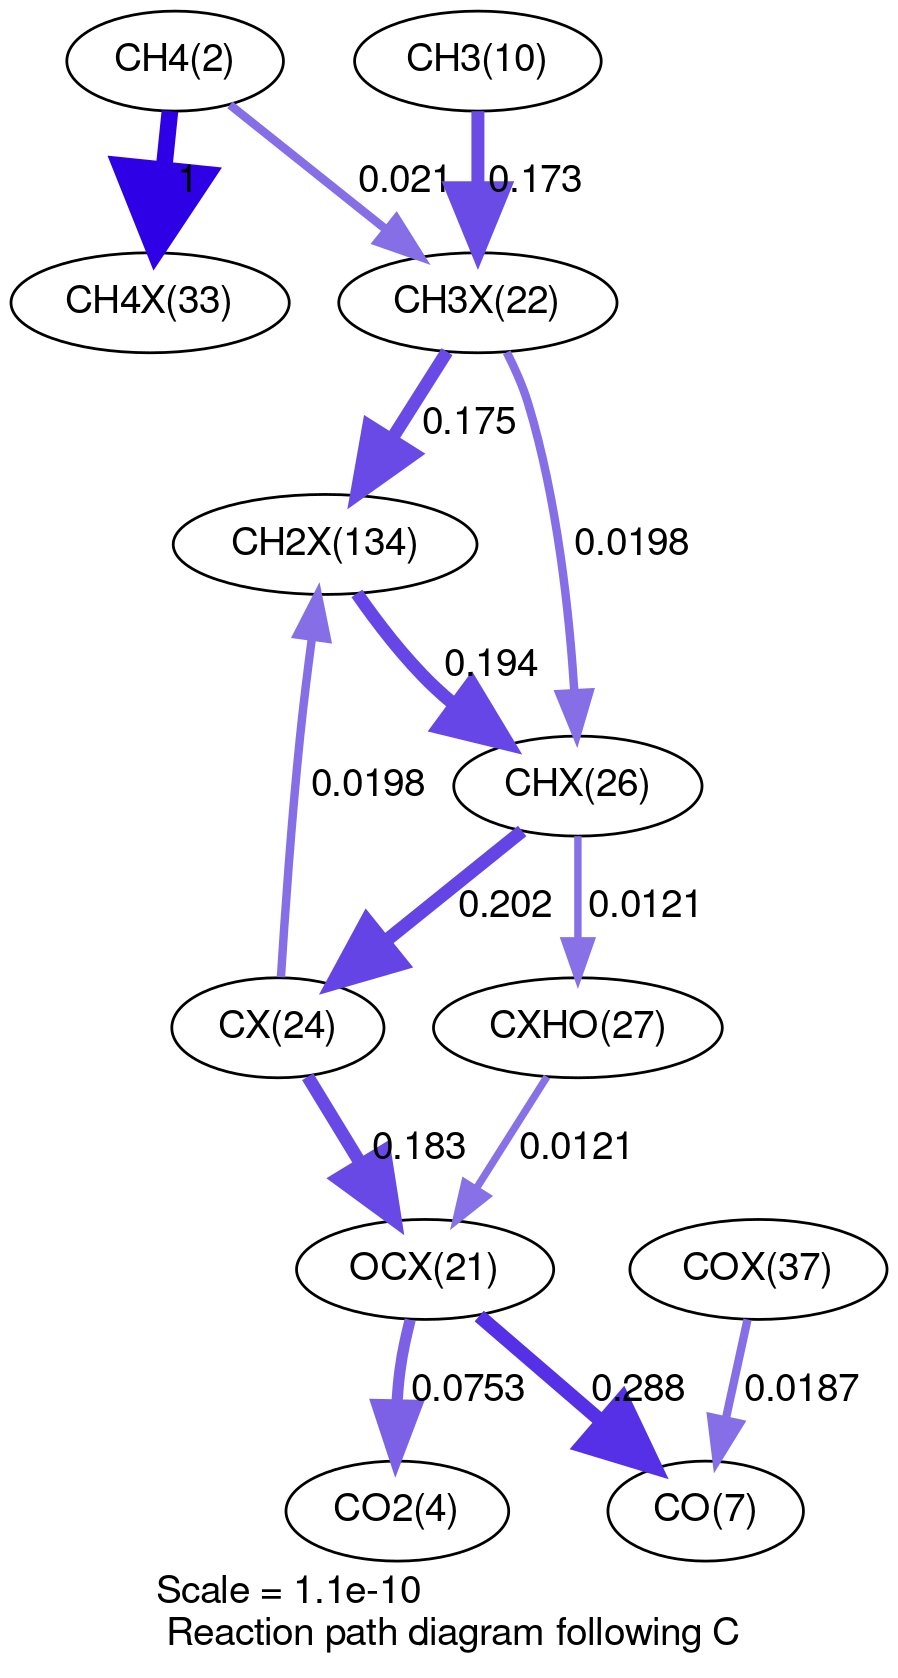 CH4(2)
CH3(10)
1
0.021
0.173
CH4X(33)
CH3X(22)
0.175
CH2X(134)
0.0198
0.194
0.0198
CHX(26)
0.202
0.0121
CX(24)
CXHO(27)
0.183
0.0121
OCX(21)
COX(37)
0.0753
0.288
0.0187
CO2(4)
CO(7)
Scale = 1.1e-10
Reaction path diagram following C